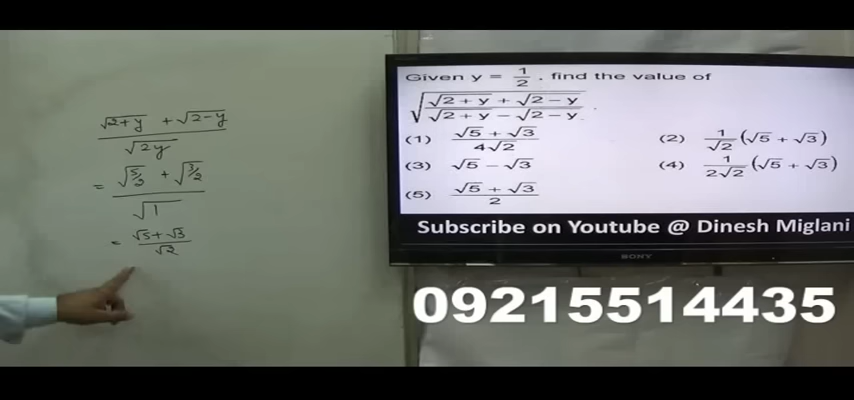 √2+y + √2-y
√2y
= √5/2 + √3/2
√1
= √5 + √3
√2
Given y = 1/2 . find the value of
√(√2 + y + √2 – y / √2 + y – √2 – y) .
(1) √5 + √3 / 4√2 (2) 1/√2 (√5 + √3)
(3) √5 – √3 (4) 1/2√2 (√5 + √3)
(5) √5 + √3 / 2
Subscribe on Youtube @ Dinesh Miglani
SONY
09215514435